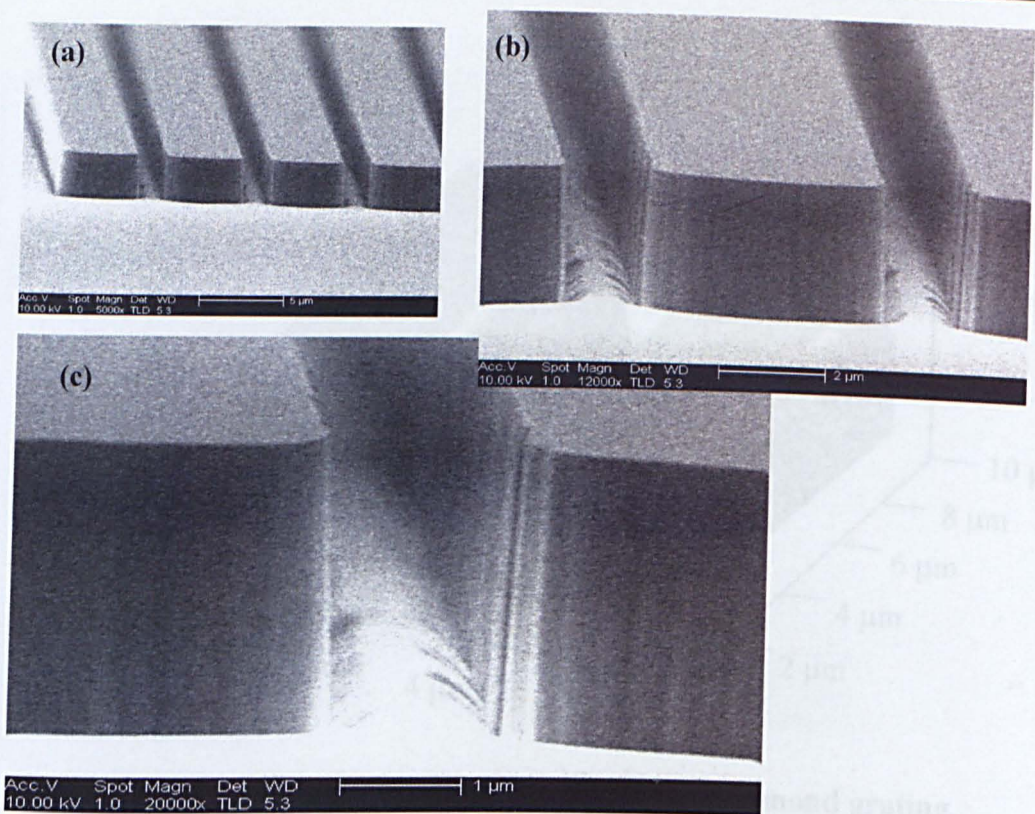 (a)
Acc.V Spot Magn Det WD
10.00 kV 1.0 5000x TLD 5.3
5 µm
(b)
Acc.V Spot Magn Det WD
10.00 kV 1.0 12000x TLD 5.3
2 µm
(c)
Acc.V Spot Magn Det WD
10.00 kV 1.0 20000x TLD 5.3
1 µm
10
8 µm
6 µm
4 µm
2 µm
4
grating